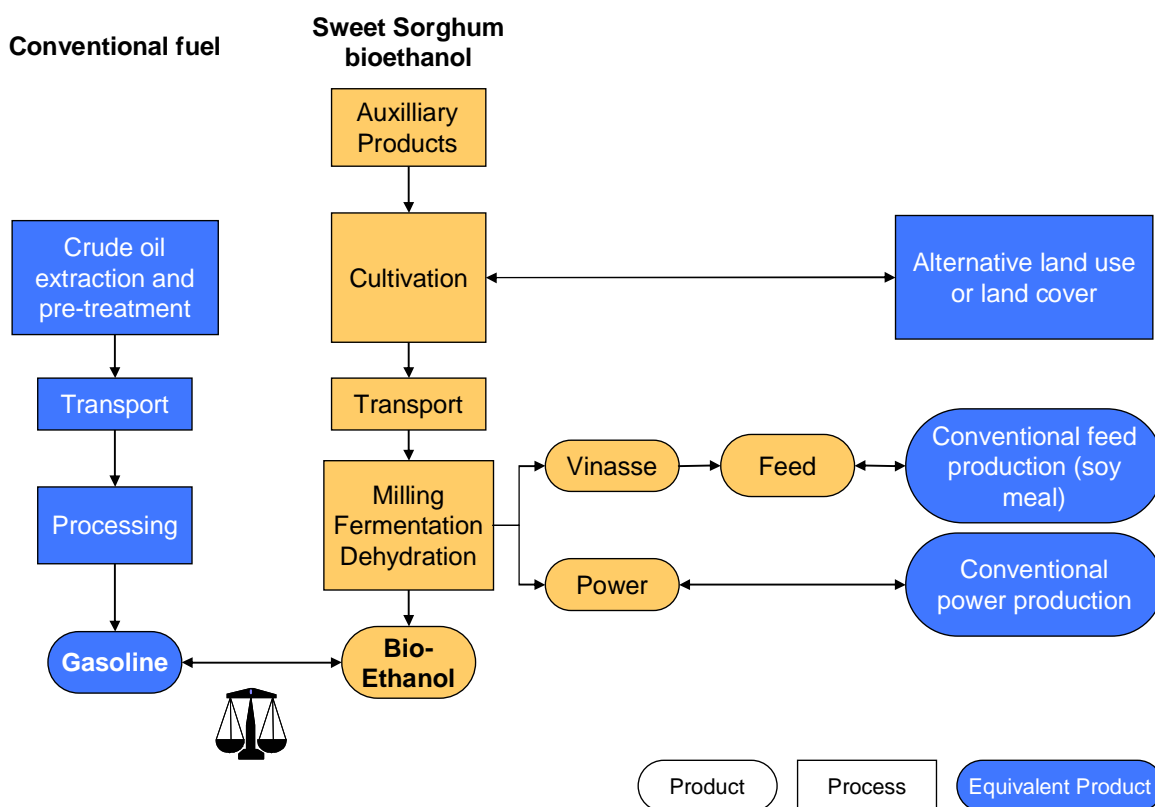 Conventional fuel
Sweet Sorghum
bioethanol
Auxilliary
Products
Crude oil
extraction and
pre-treatment
Cultivation
Alternative land use
or land cover
Transport
Transport
Processing
Milling
Fermentation
Dehydration
Vinasse
Feed
Conventional feed
production (soy
meal)
Power
Conventional
power production
Gasoline
Bio-
Ethanol
Product
Process
Equivalent Product